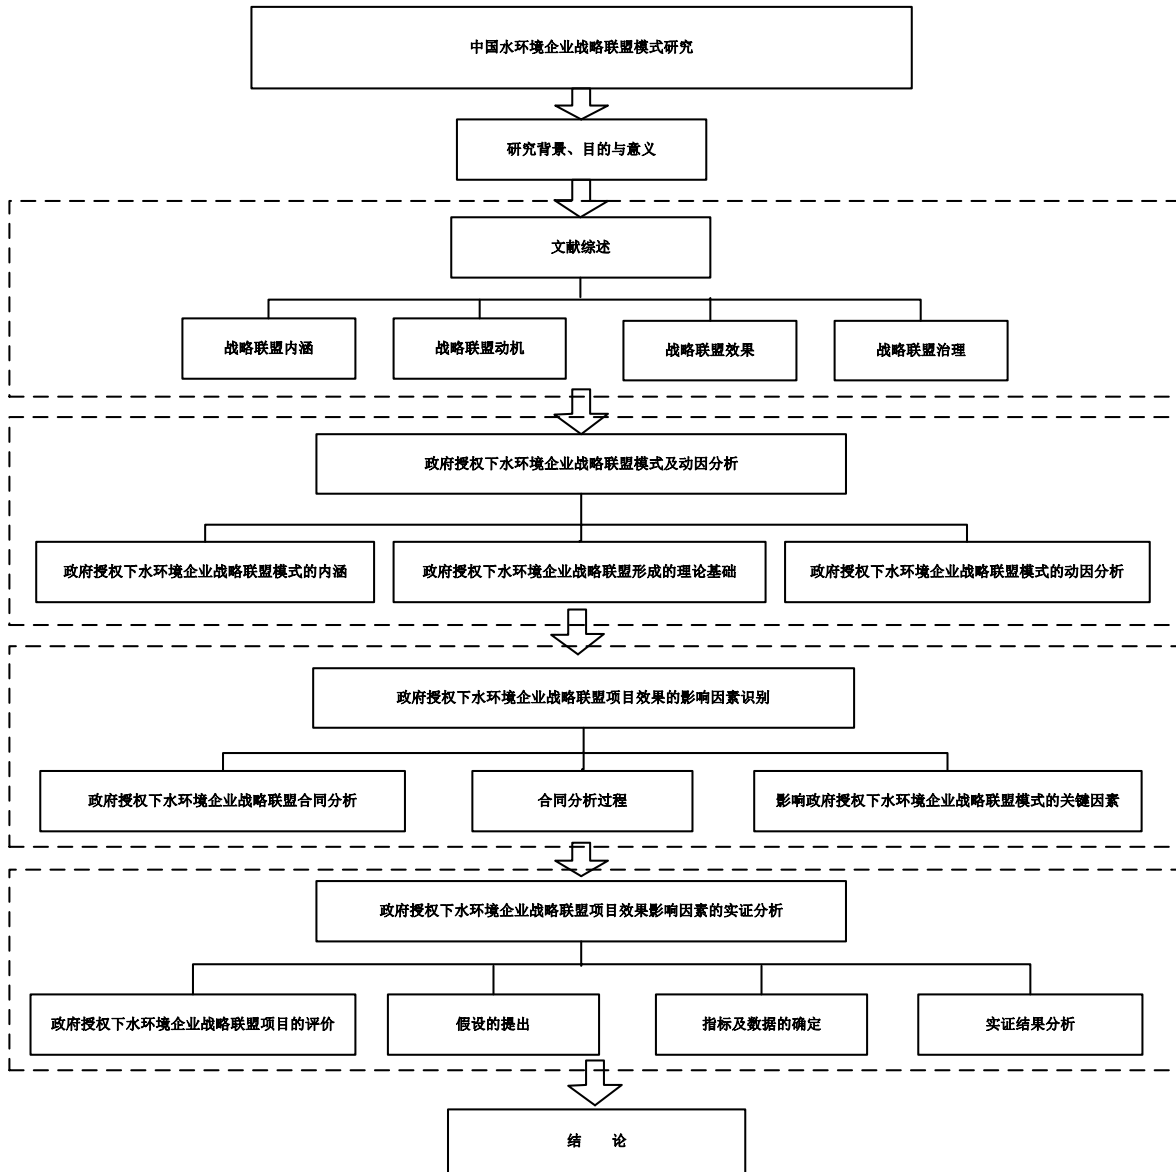 中国水环境企业战略联盟模式研究
研究背景、目的与意义
文献综述
战略联盟内涵
战略联盟动机
战略联盟效果
战略联盟治理
政府授权下水环境企业战略联盟模式及动因分析
政府授权下水环境企业战略联盟模式的内涵
政府授权下水环境企业战略联盟形成的理论基础
政府授权下水环境企业战略联盟模式的动因分析
政府授权下水环境企业战略联盟项目效果的影响因素识别
政府授权下水环境企业战略联盟合同分析
合同分析过程
影响政府授权下水环境企业战略联盟模式的关键因素
政府授权下水环境企业战略联盟项目效果影响因素的实证分析
政府授权下水环境企业战略联盟项目的评价
假设的提出
指标及数据的确定
实证结果分析
结 论